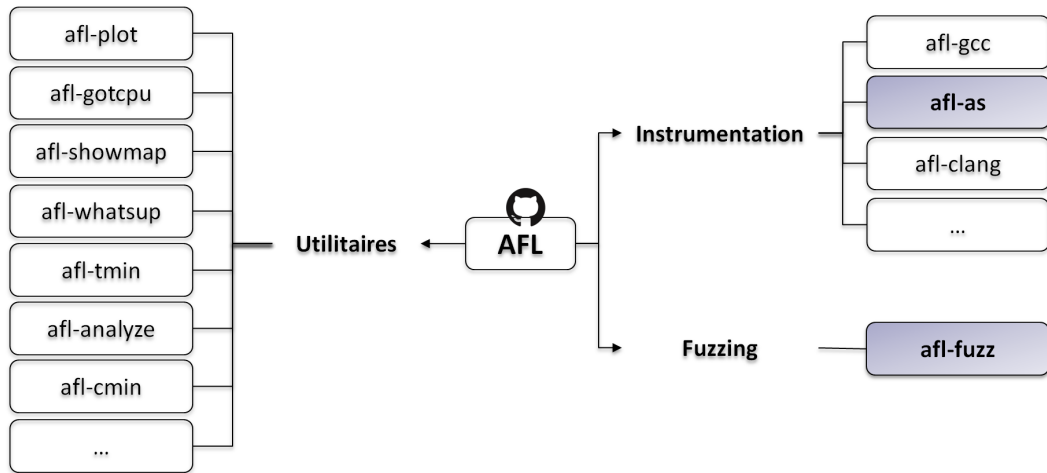 afl-plot
afl-gotcpu
afl-showmap
afl-whatsup
afl-tmin
afl-analyze
afl-cmin
...
Utilitaires
AFL
Instrumentation
afl-gcc
afl-as
afl-clang
...
Fuzzing
afl-fuzz